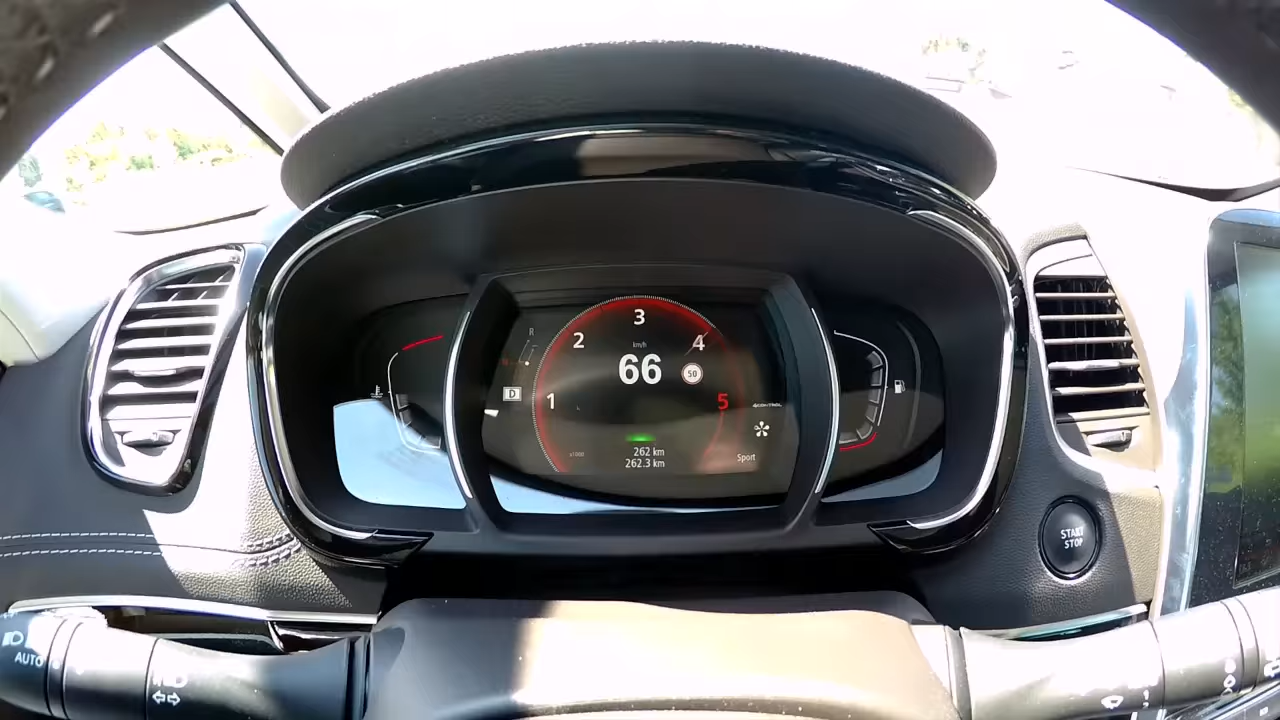 3
2
4
R
km/h
66
50
N
D
1
5
4CONTROL
x1000
262 km
262.3 km
Sport
START
STOP
AUTO